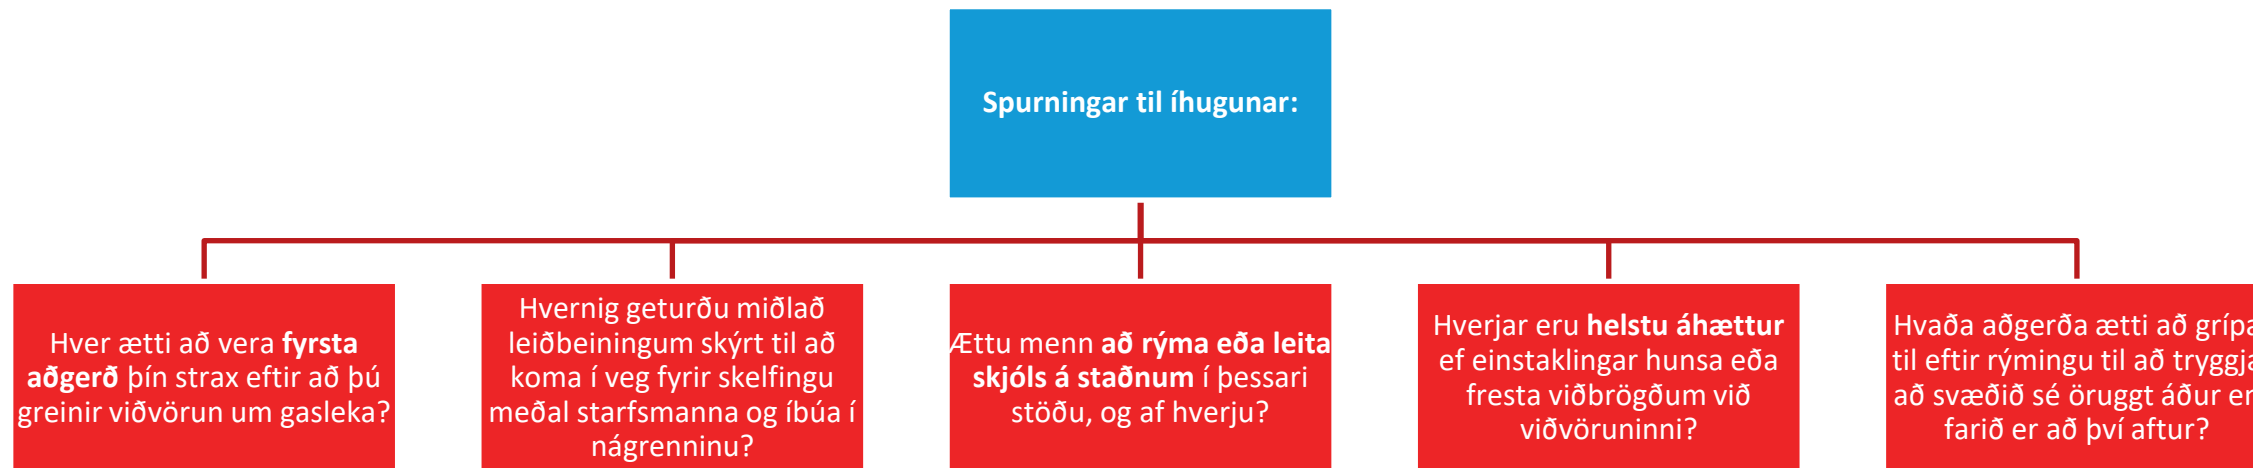 Spurningar til íhugunar:
Hver ætti að vera fyrsta
aðgerð þín strax eftir að þú
greinir viðvörun um gasleka?
Hvernig geturðu miðlað
leiðbeiningum skýrt til að
koma í veg fyrir skelfingu
meðal starfsmanna og íbúa í
nágrenninu?
Ættu menn að rýma eða leita
skjóls á staðnum í þessari
stöðu, og af hverju?
Hverjar eru helstu áhættur
ef einstaklingar hunsa eða
fresta viðbrögðum við
viðvöruninni?
Hvaða aðgerða ætti að grípa
til eftir rýmingu til að tryggja
að svæðið sé öruggt áður en
farið er að því aftur?